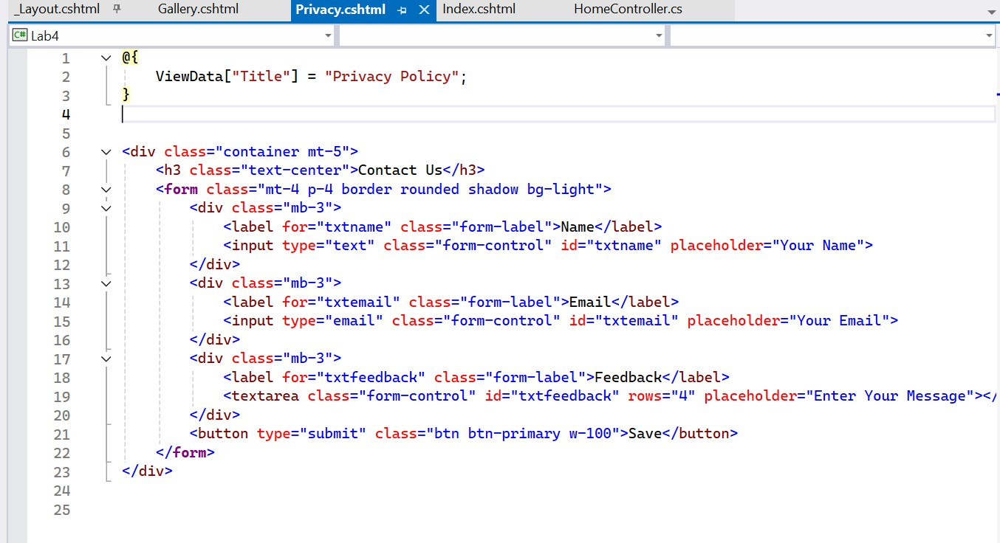 _Layout.cshtml Gallery.cshtml Privacy.cshtml Index.cshtml HomeController.cs
C# Lab4
1 @{
2     ViewData["Title"] = "Privacy Policy";
3 }
4
5
6 <div class="container mt-5">
7     <h3 class="text-center">Contact Us</h3>
8     <form class="mt-4 p-4 border rounded shadow bg-light">
9         <div class="mb-3">
10             <label for="txtname" class="form-label">Name</label>
11             <input type="text" class="form-control" id="txtname" placeholder="Your Name">
12         </div>
13         <div class="mb-3">
14             <label for="txtemail" class="form-label">Email</label>
15             <input type="email" class="form-control" id="txtemail" placeholder="Your Email">
16         </div>
17         <div class="mb-3">
18             <label for="txtfeedback" class="form-label">Feedback</label>
19             <textarea class="form-control" id="txtfeedback" rows="4" placeholder="Enter Your Message"></
20         </div>
21         <button type="submit" class="btn btn-primary w-100">Save</button>
22     </form>
23 </div>
24
25